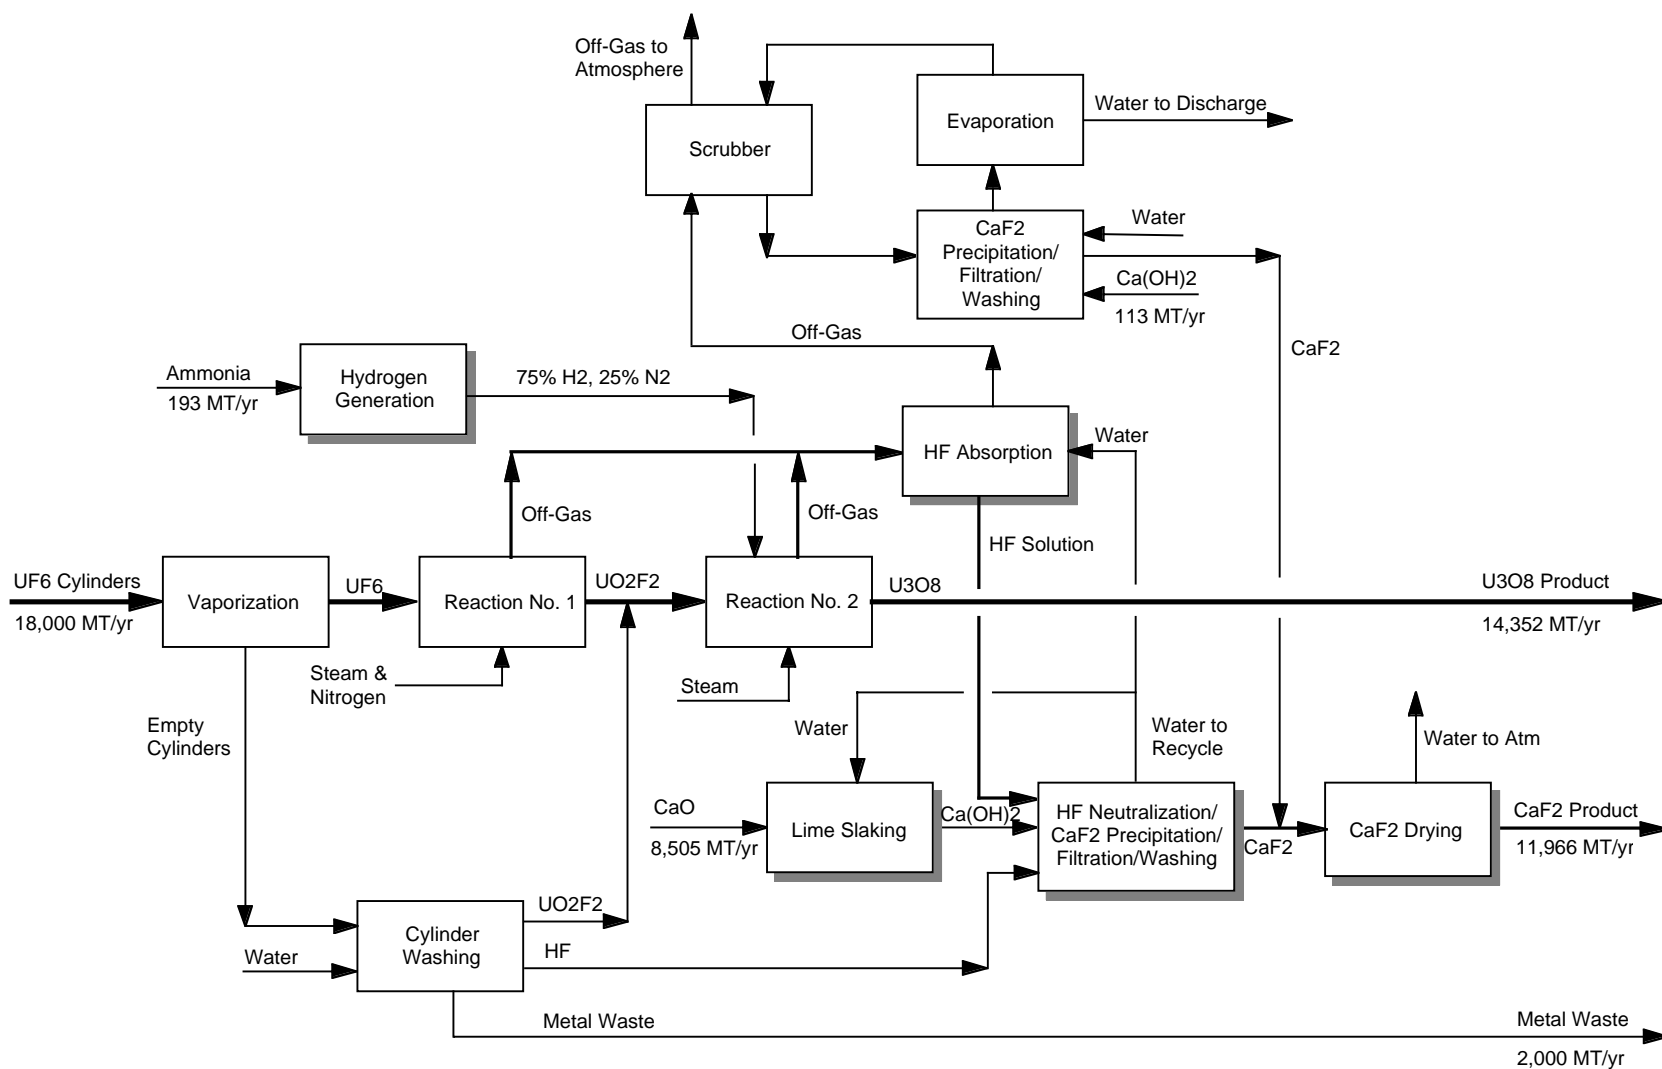 Off-Gas to
Atmosphere
Scrubber
Evaporation
Water to Discharge
CaF2
Precipitation/
Filtration/
Washing
Water
Ca(OH)2
113 MT/yr
Off-Gas
CaF2
Ammonia
193 MT/yr
Hydrogen
Generation
75% H2, 25% N2
HF Absorption
Water
Off-Gas
Off-Gas
HF Solution
UF6 Cylinders
18,000 MT/yr
Vaporization
UF6
Reaction No. 1
UO2F2
Reaction No. 2
U3O8
U3O8 Product
14,352 MT/yr
Steam &
Nitrogen
Steam
Empty
Cylinders
Water
Water to
Recycle
Water to Atm
CaO
8,505 MT/yr
Lime Slaking
Ca(OH)2
HF Neutralization/
CaF2 Precipitation/
Filtration/Washing
CaF2
CaF2 Drying
CaF2 Product
11,966 MT/yr
Cylinder
Washing
Water
UO2F2
HF
Metal Waste
Metal Waste
2,000 MT/yr